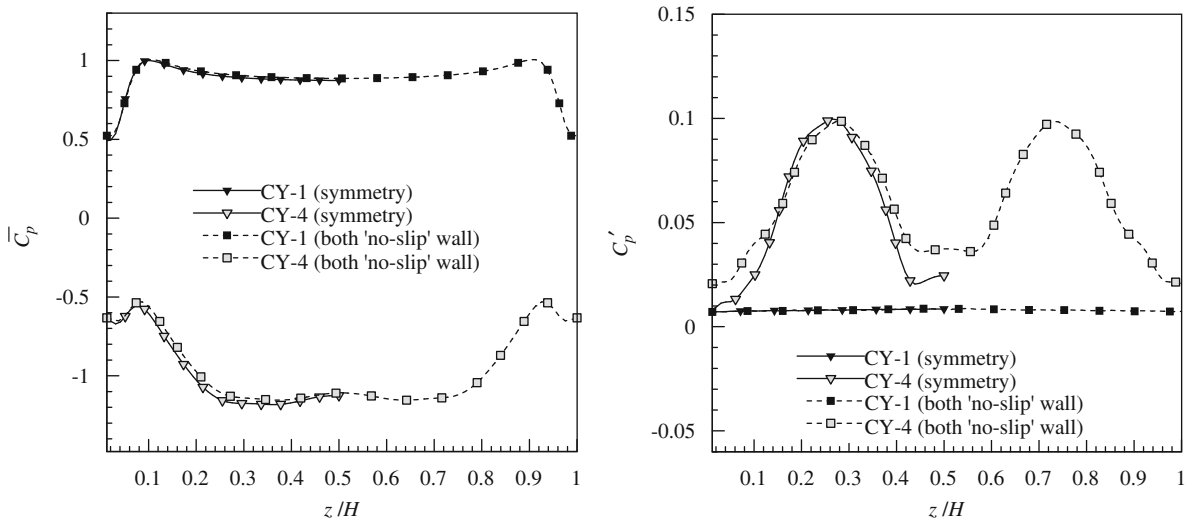 1
0.5
0
-0.5
-1
C̅p
CY-1 (symmetry)
CY-4 (symmetry)
CY-1 (both 'no-slip' wall)
CY-4 (both 'no-slip' wall)
0.1 0.2 0.3 0.4 0.5 0.6 0.7 0.8 0.9 1
z/H
0.15
0.1
0.05
0
-0.05
Cp′
CY-1 (symmetry)
CY-4 (symmetry)
CY-1 (both 'no-slip' wall)
CY-4 (both 'no-slip' wall)
0.1 0.2 0.3 0.4 0.5 0.6 0.7 0.8 0.9 1
z/H